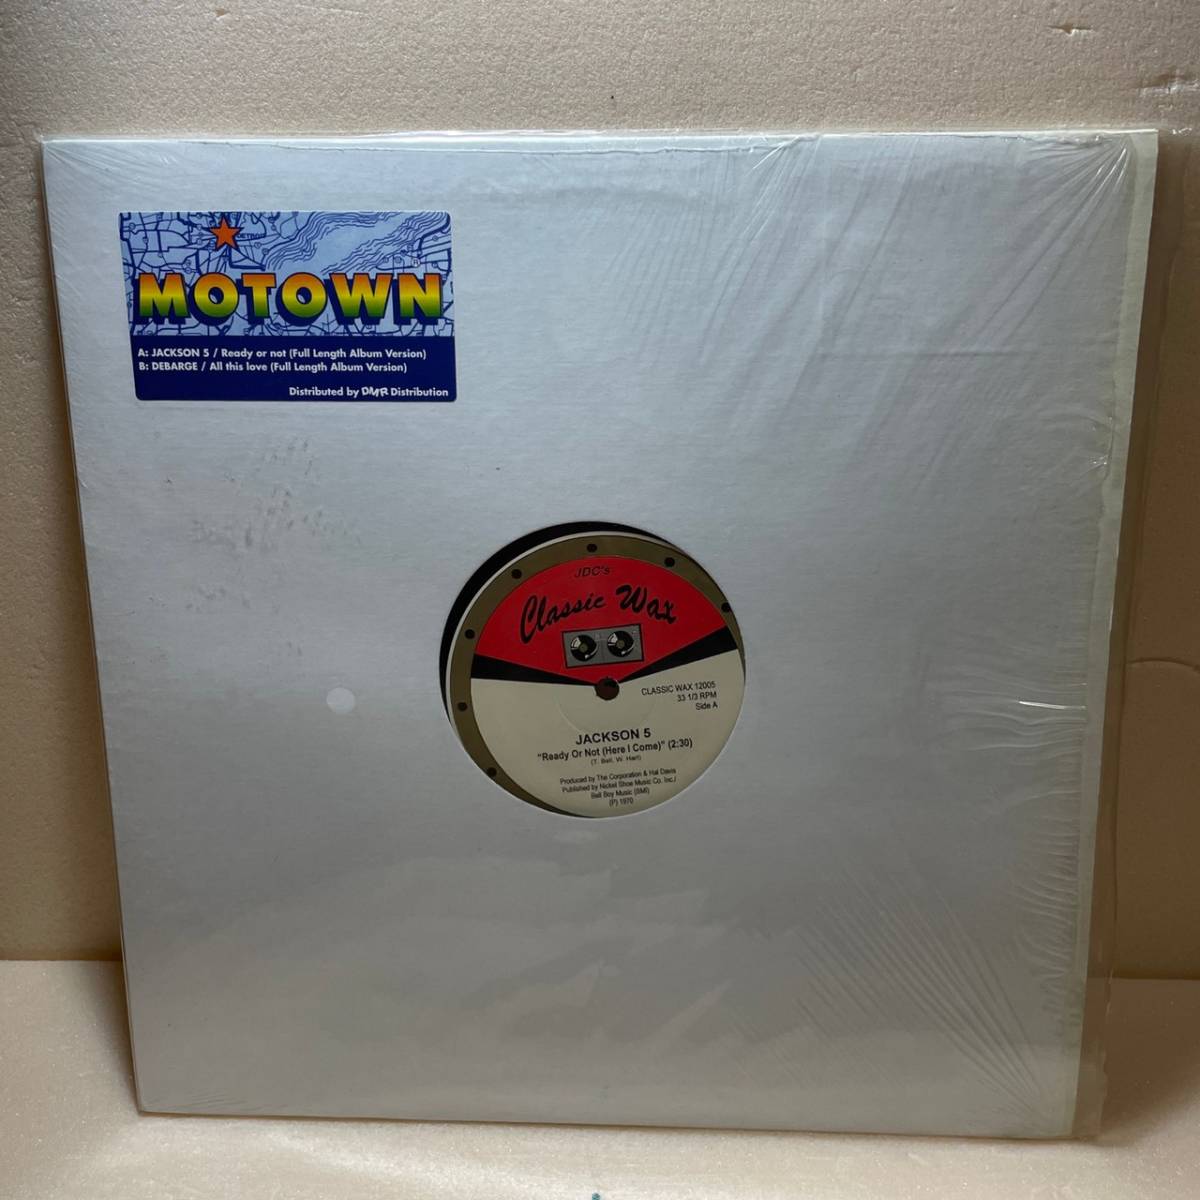 DETROIT
MOTOWN
®
A: JACKSON 5 / Ready or not (Full Length Album Version)
B: DEBARGE / All this love (Full Length Album Version)
Distributed by DMR Distribution
JDC's
Classic Wax
CLASSIC WAX 12005
33 1/3 RPM
Side A
JACKSON 5
"Ready Or Not (Here I Come)" (2:30)
(T. Bell, W. Hart)
Produced by The Corporation & Hal Davis
Published by Nickel Shoe Music Co. Inc./
Bell Boy Music (BMI)
(P) 1970